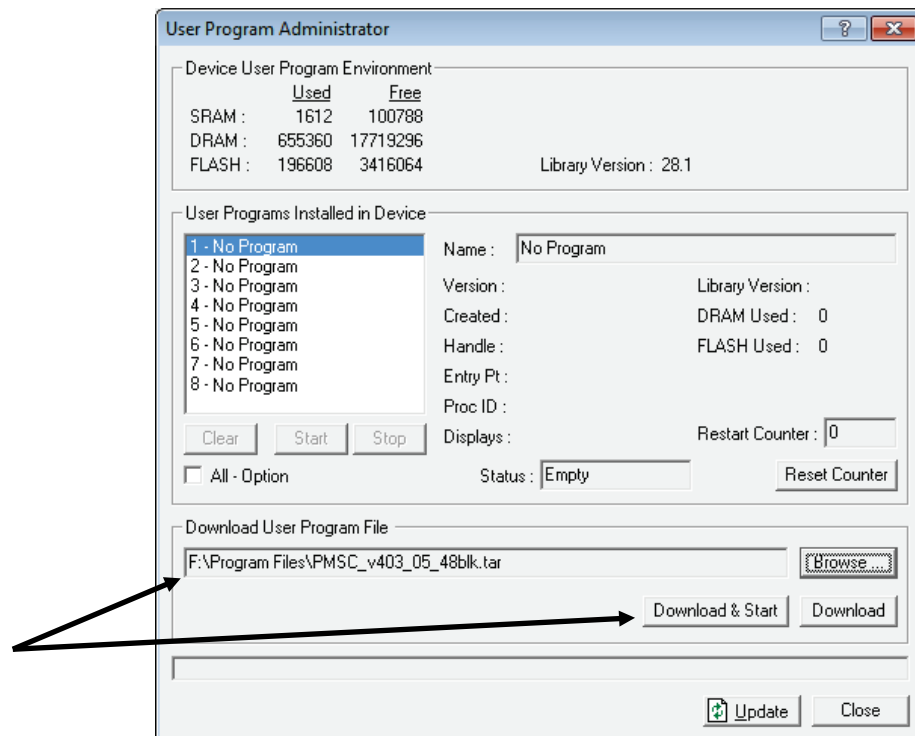 User Program Administrator
Device User Program Environment
Used Free
SRAM : 1612 100788
DRAM : 655360 17719296
FLASH : 196608 3416064 Library Version : 28.1
User Programs Installed in Device
1 - No Program
2 - No Program
3 - No Program
4 - No Program
5 - No Program
6 - No Program
7 - No Program
8 - No Program
Name : No Program
Version : Library Version :
Created : DRAM Used : 0
Handle : FLASH Used : 0
Entry Pt :
Proc ID :
Displays : Restart Counter : 0
Clear Start Stop
All - Option Status : Empty Reset Counter
Download User Program File
F:\Program Files\PMSC_v403_05_48blk.tar Browse ...
Download & Start Download
Update Close